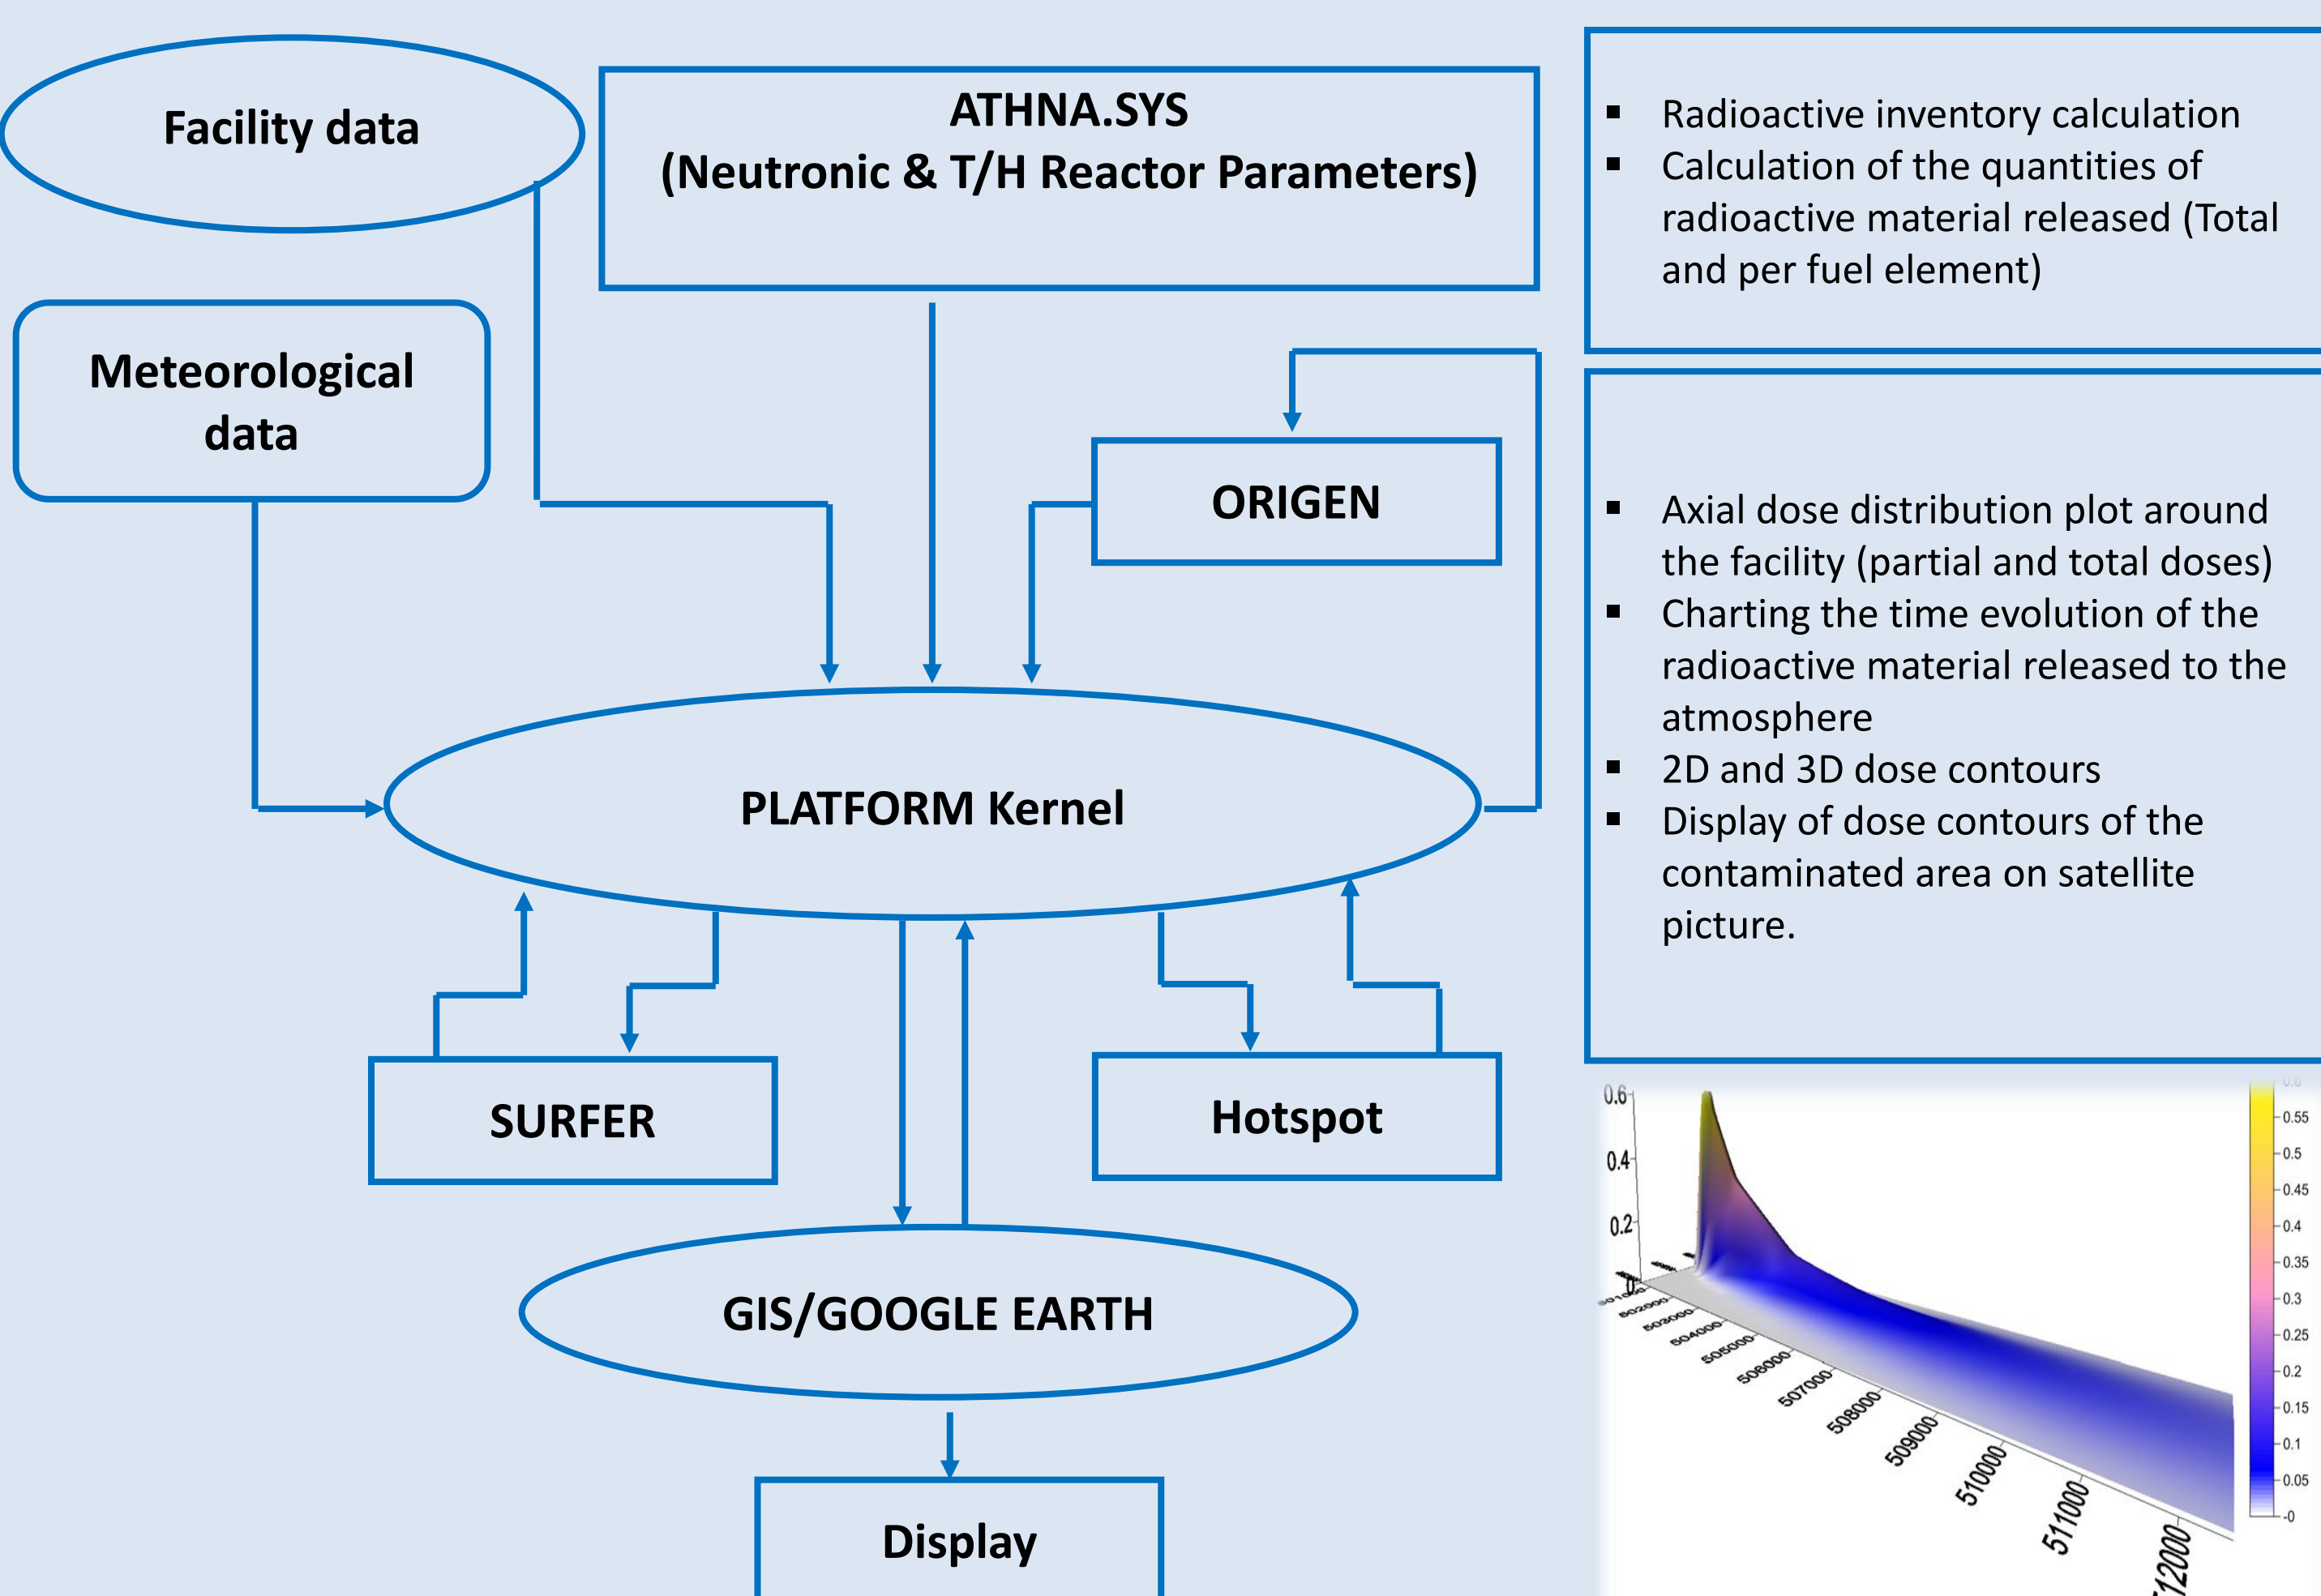 Facility data
ATHNA.SYS
(Neutronic & T/H Reactor Parameters)
Meteorological
data
ORIGEN
PLATFORM Kernel
SURFER
Hotspot
GIS/GOOGLE EARTH
Display
▪ Radioactive inventory calculation
▪ Calculation of the quantities of
radioactive material released (Total
and per fuel element)
▪ Axial dose distribution plot around
the facility (partial and total doses)
▪ Charting the time evolution of the
radioactive material released to the
atmosphere
▪ 2D and 3D dose contours
▪ Display of dose contours of the
contaminated area on satellite
picture.
0.6
0.4
0.2
0
502000
503000
504000
505000
506000
507000
508000
509000
510000
511000
0.55
0.5
0.45
0.4
0.35
0.3
0.25
0.2
0.15
0.1
0.05
-0